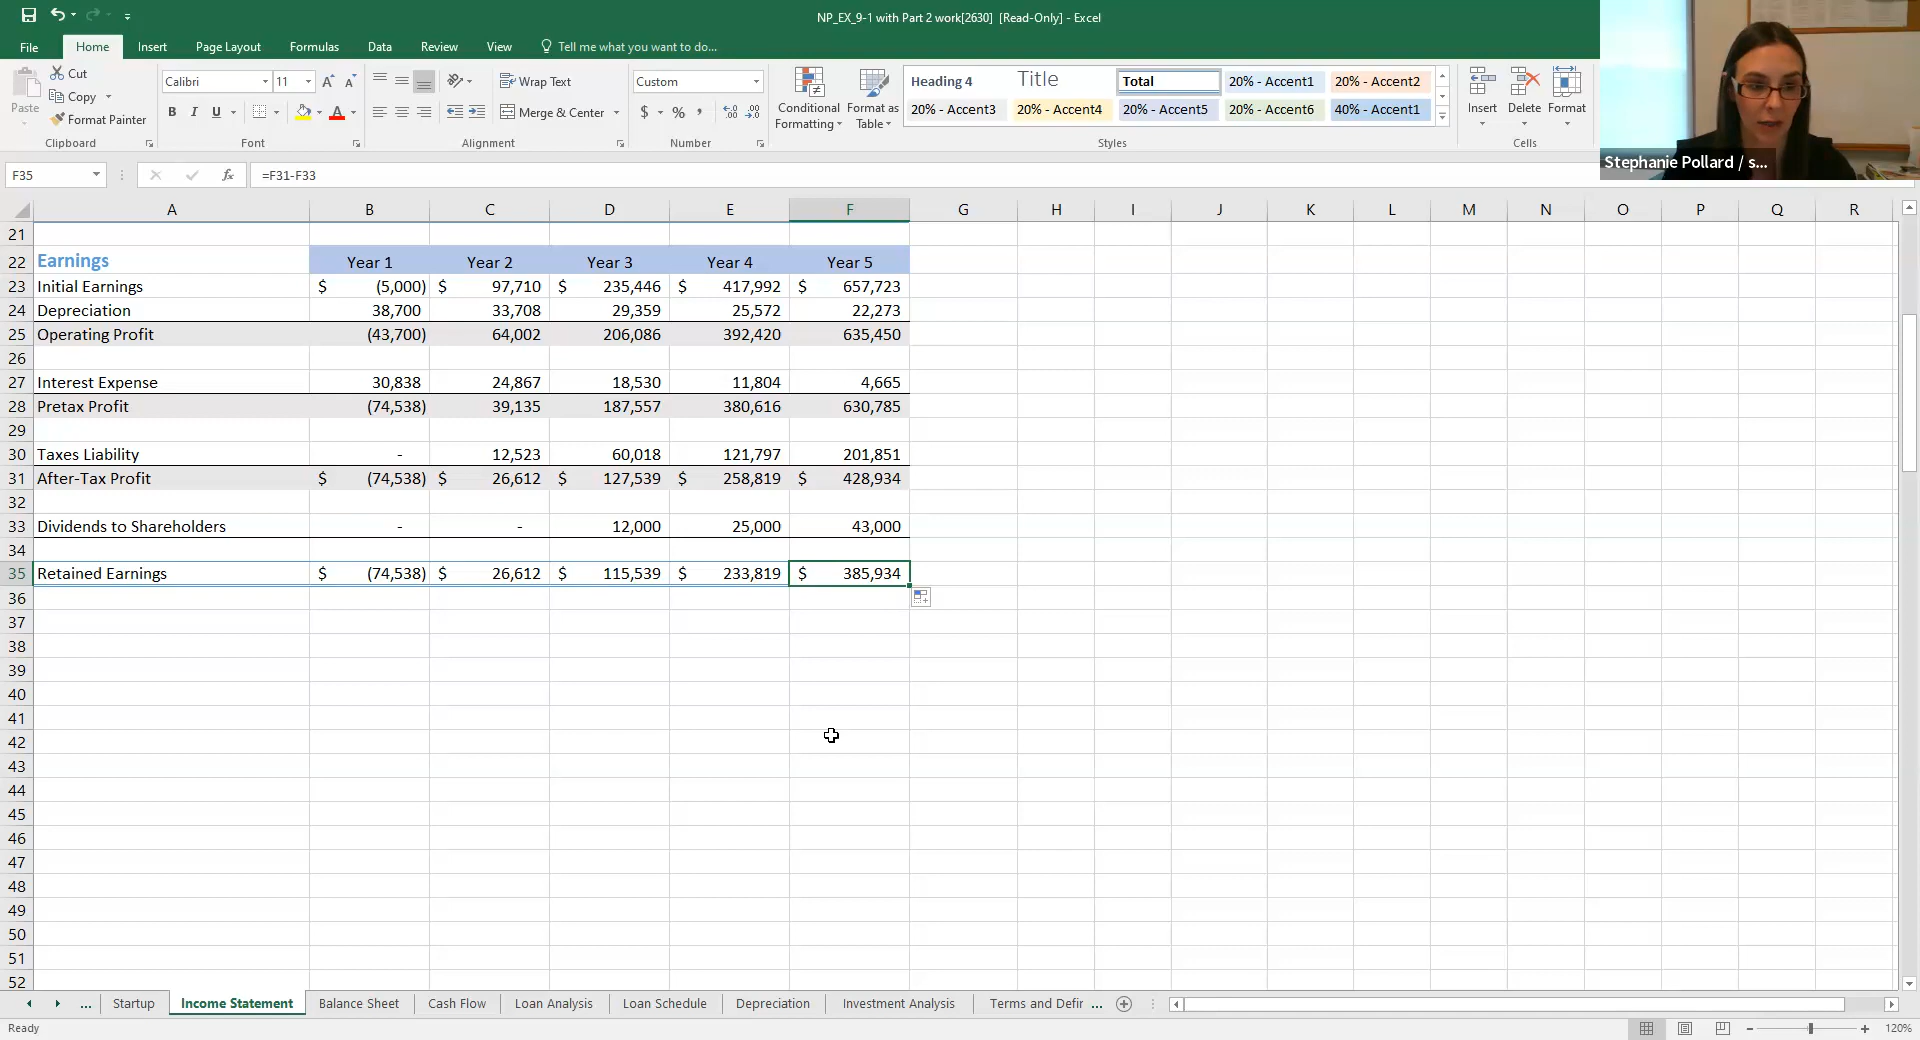 NP_EX_9-1 with Part 2 work[2630] [Read-Only] - Excel
File Home Insert Page Layout Formulas Data Review View Tell me what you want to do...
Paste
Cut
Copy
Format Painter
Clipboard
Calibri 11
B I U
Font
Wrap Text
Merge & Center
Alignment
Custom
$ % ,
Number
Conditional Formatting
Format as Table
Heading 4 Title Total 20% - Accent1 20% - Accent2
20% - Accent3 20% - Accent4 20% - Accent5 20% - Accent6 40% - Accent1
Styles
Insert Delete Format
Cells
Stephanie Pollard / s...
F35 fx =F31-F33
A B C D E F G H I J K L M N O P Q R
21
22 Earnings Year 1 Year 2 Year 3 Year 4 Year 5
23 Initial Earnings $ (5,000) $ 97,710 $ 235,446 $ 417,992 $ 657,723
24 Depreciation 38,700 33,708 29,359 25,572 22,273
25 Operating Profit (43,700) 64,002 206,086 392,420 635,450
26
27 Interest Expense 30,838 24,867 18,530 11,804 4,665
28 Pretax Profit (74,538) 39,135 187,557 380,616 630,785
29
30 Taxes Liability - 12,523 60,018 121,797 201,851
31 After-Tax Profit $ (74,538) $ 26,612 $ 127,539 $ 258,819 $ 428,934
32
33 Dividends to Shareholders - - 12,000 25,000 43,000
34
35 Retained Earnings $ (74,538) $ 26,612 $ 115,539 $ 233,819 $ 385,934
36
37
38
39
40
41
42
43
44
45
46
47
48
49
50
51
52
... Startup Income Statement Balance Sheet Cash Flow Loan Analysis Loan Schedule Depreciation Investment Analysis Terms and Defir ...
Ready 120%